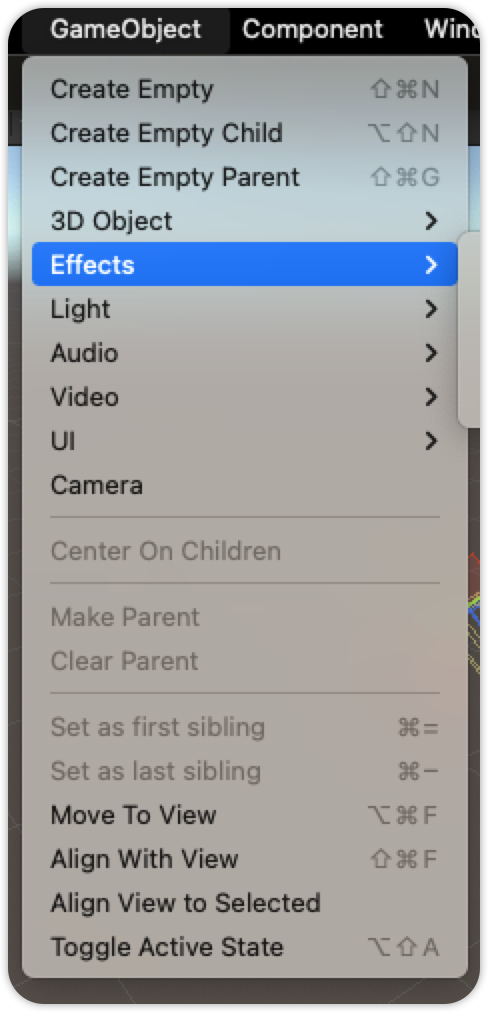 GameObject Component
Create Empty ⇧⌘N
Create Empty Child ⌥⇧N
Create Empty Parent ⇧⌘G
3D Object >
Effects >
Light >
Audio >
Video >
UI >
Camera
Center On Children
Make Parent
Clear Parent
Set as first sibling ⌘=
Set as last sibling ⌘−
Move To View ⌥⌘F
Align With View ⇧⌘F
Align View to Selected
Toggle Active State ⌥⇧A